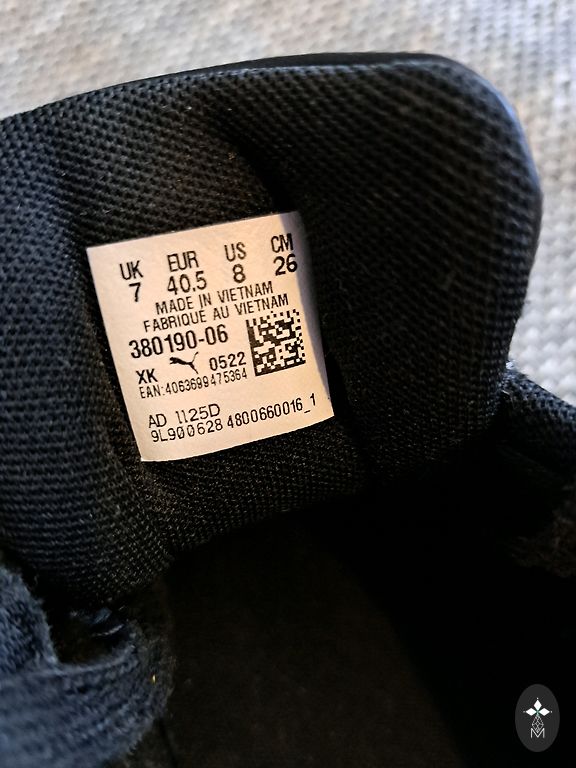 UK EUR US CM
7 40.5 8 26
MADE IN VIETNAM
FABRIQUE AU VIETNAM
380190-06
XK 0522
EAN:4063699475364
AD 1125D
9L900628 4800660016_1
M